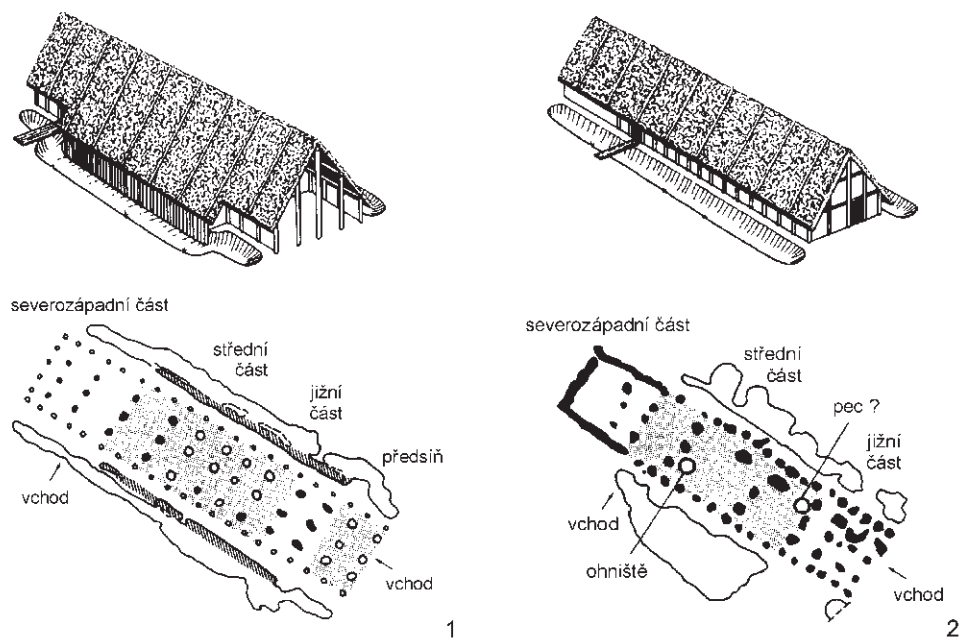 severozápadní část
střední
část
jižní
část
předsíň
vchod
vchod
1
severozápadní část
střední
část
pec ?
jižní
část
vchod
ohniště
vchod
2